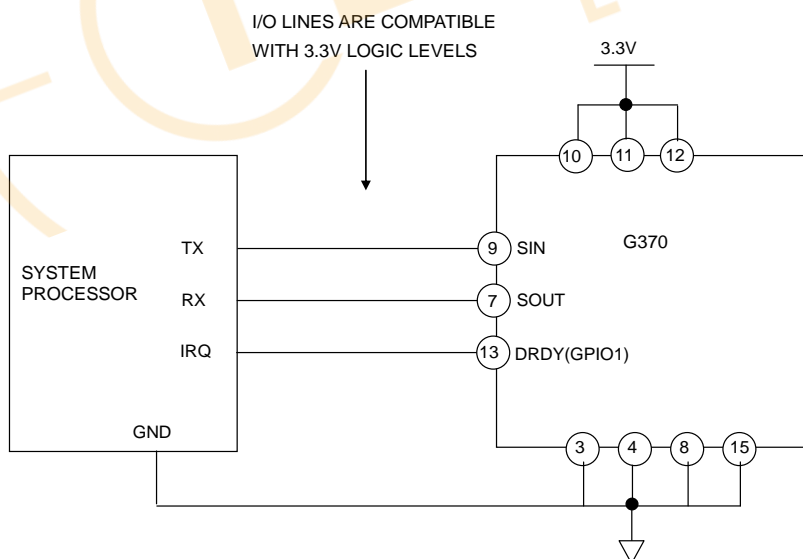 I/O LINES ARE COMPATIBLE
WITH 3.3V LOGIC LEVELS
3.3V
10 11 12
G370
SYSTEM
PROCESSOR
TX 9 SIN
RX 7 SOUT
IRQ 13 DRDY(GPIO1)
GND
3 4 8 15